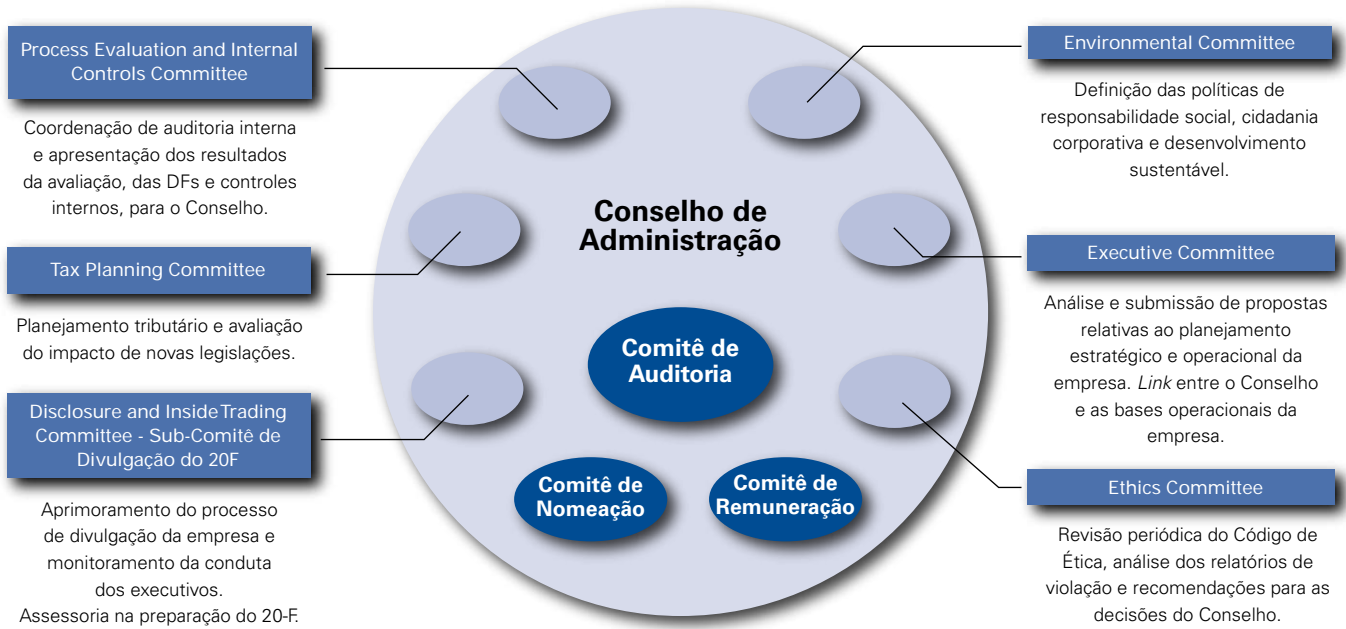 Process Evaluation and Internal
Controls Committee
Coordenação de auditoria interna
e apresentação dos resultados
da avaliação, das DFs e controles
internos, para o Conselho.
Tax Planning Committee
Planejamento tributário e avaliação
do impacto de novas legislações.
Disclosure and Inside Trading
Committee - Sub-Comitê de
Divulgação do 20F
Aprimoramento do processo
de divulgação da empresa e
monitoramento da conduta
dos executivos.
Assessoria na preparação do 20-F.
Conselho de
Administração
Comitê de
Auditoria
Comitê de
Nomeação
Comitê de
Remuneração
Environmental Committee
Definição das políticas de
responsabilidade social, cidadania
corporativa e desenvolvimento
sustentável.
Executive Committee
Análise e submissão de propostas
relativas ao planejamento
estratégico e operacional da
empresa. Link entre o Conselho
e as bases operacionais da
empresa.
Ethics Committee
Revisão periódica do Código de
Ética, análise dos relatórios de
violação e recomendações para as
decisões do Conselho.